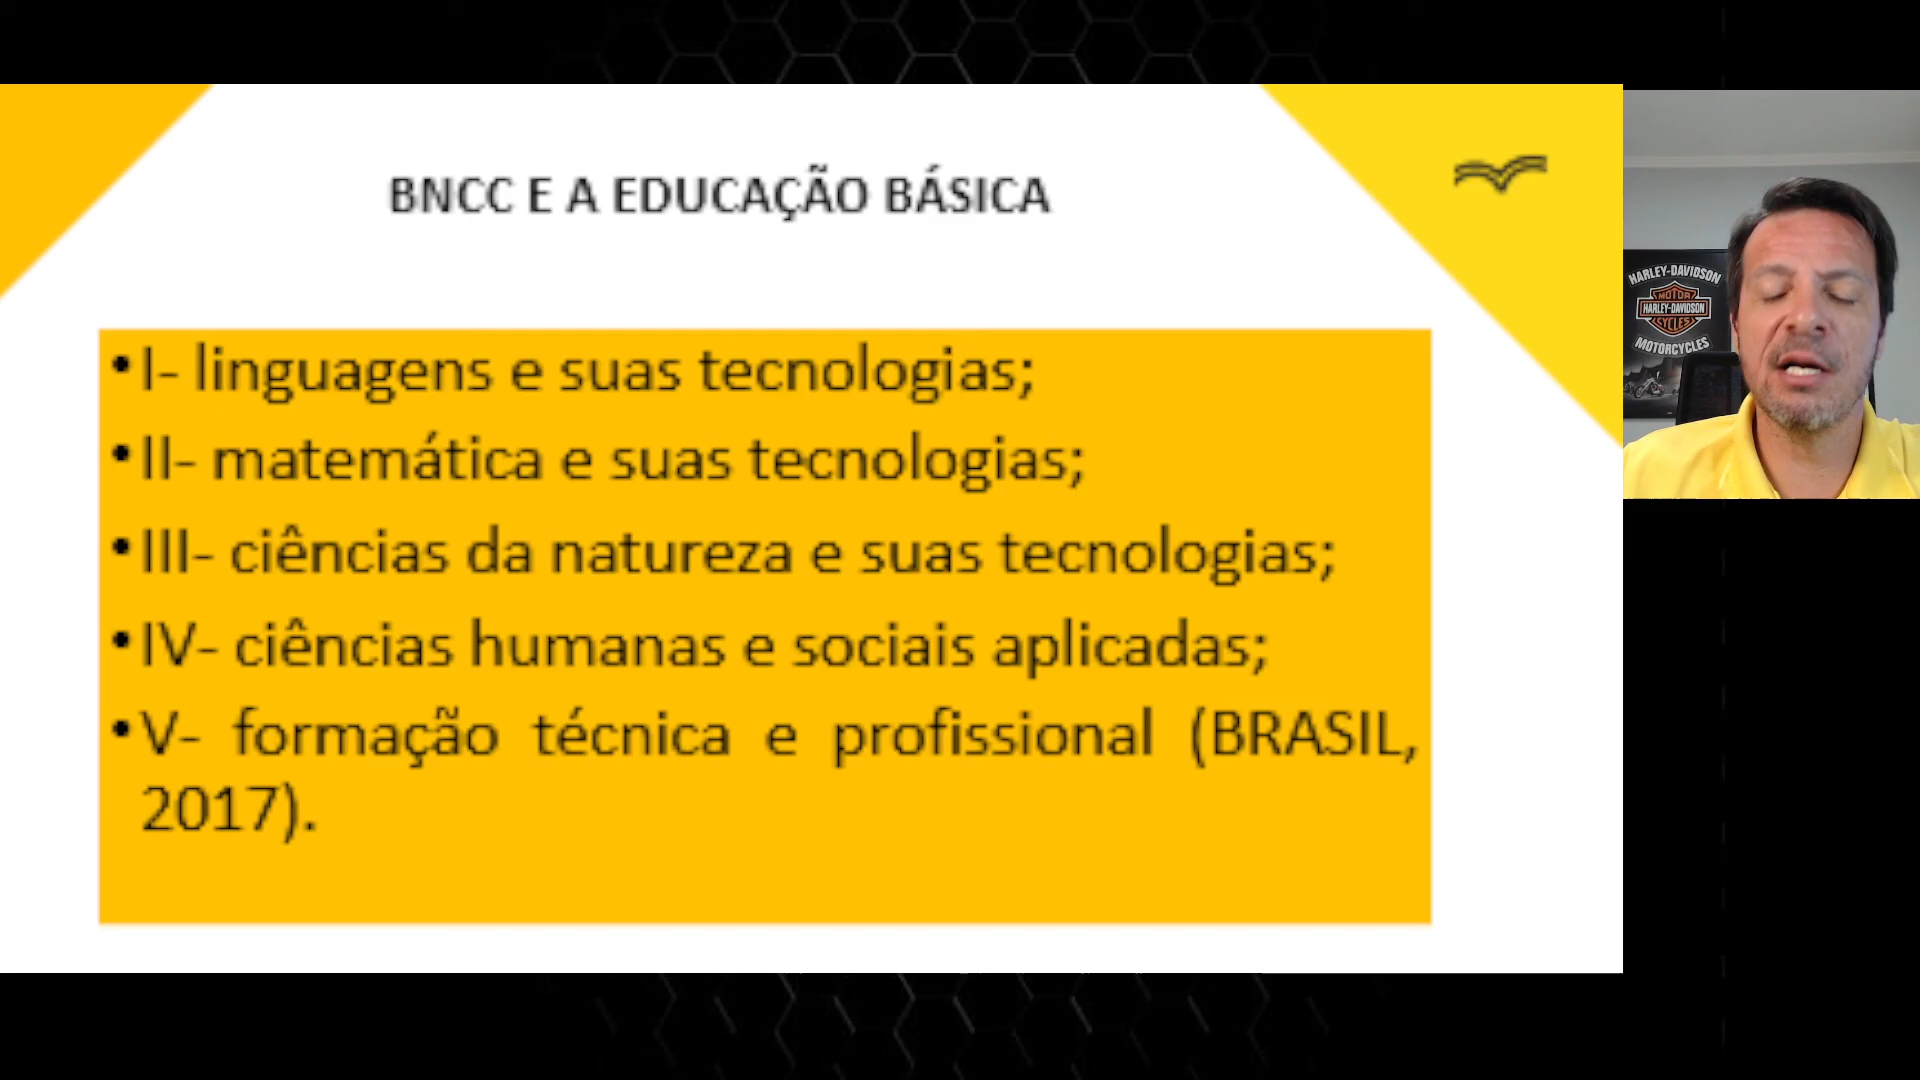 BNCC E A EDUCAÇÃO BÁSICA
• I- linguagens e suas tecnologias;
• II- matemática e suas tecnologias;
• III- ciências da natureza e suas tecnologias;
• IV- ciências humanas e sociais aplicadas;
• V- formação técnica e profissional (BRASIL,
2017).
HARLEY-DAVIDSON
MOTOR
HARLEY-DAVIDSON
CYCLES
MOTORCYCLES